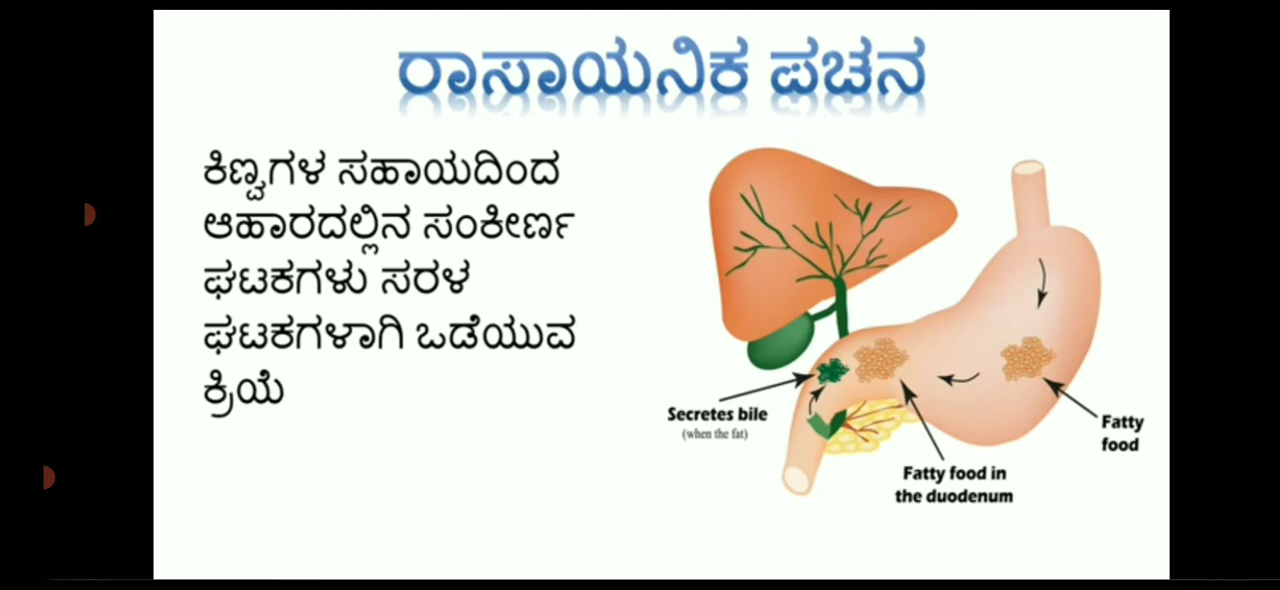 ರಾಸಾಯನಿಕ ಪಚನ
ಕಿಣ್ವಗಳ ಸಹಾಯದಿಂದ
ಆಹಾರದಲ್ಲಿನ ಸಂಕೀರ್ಣ
ಘಟಕಗಳು ಸರಳ
ಘಟಕಗಳಾಗಿ ಒಡೆಯುವ
ಕ್ರಿಯೆ
Secretes bile
(when the fat)
Fatty
food
Fatty food in
the duodenum